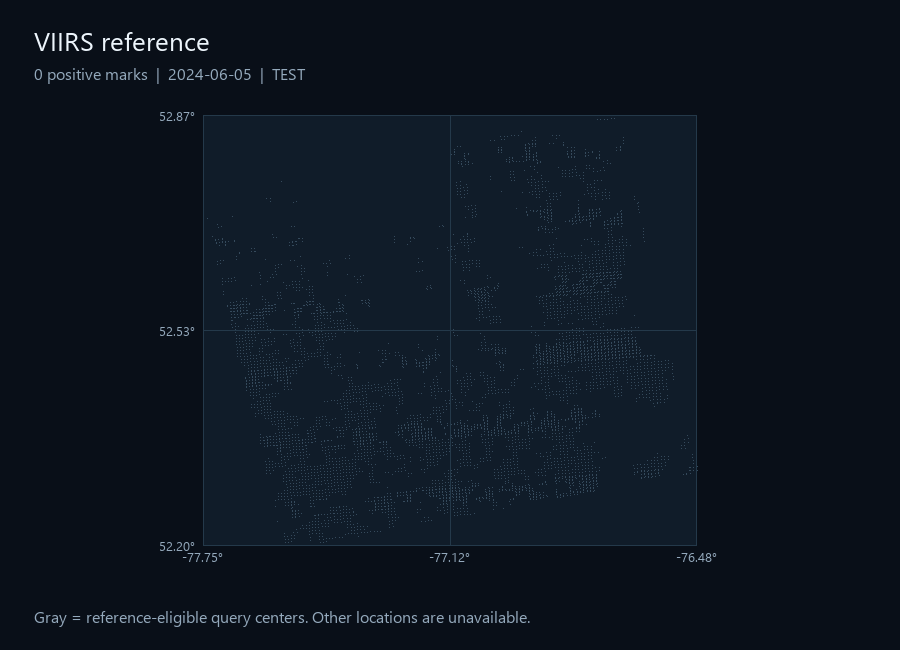 VIIRS reference
0 positive marks | 2024-06-05 | TEST
52.87°
52.53°
52.20°
-77.75°
-77.12°
-76.48°
Gray = reference-eligible query centers. Other locations are unavailable.